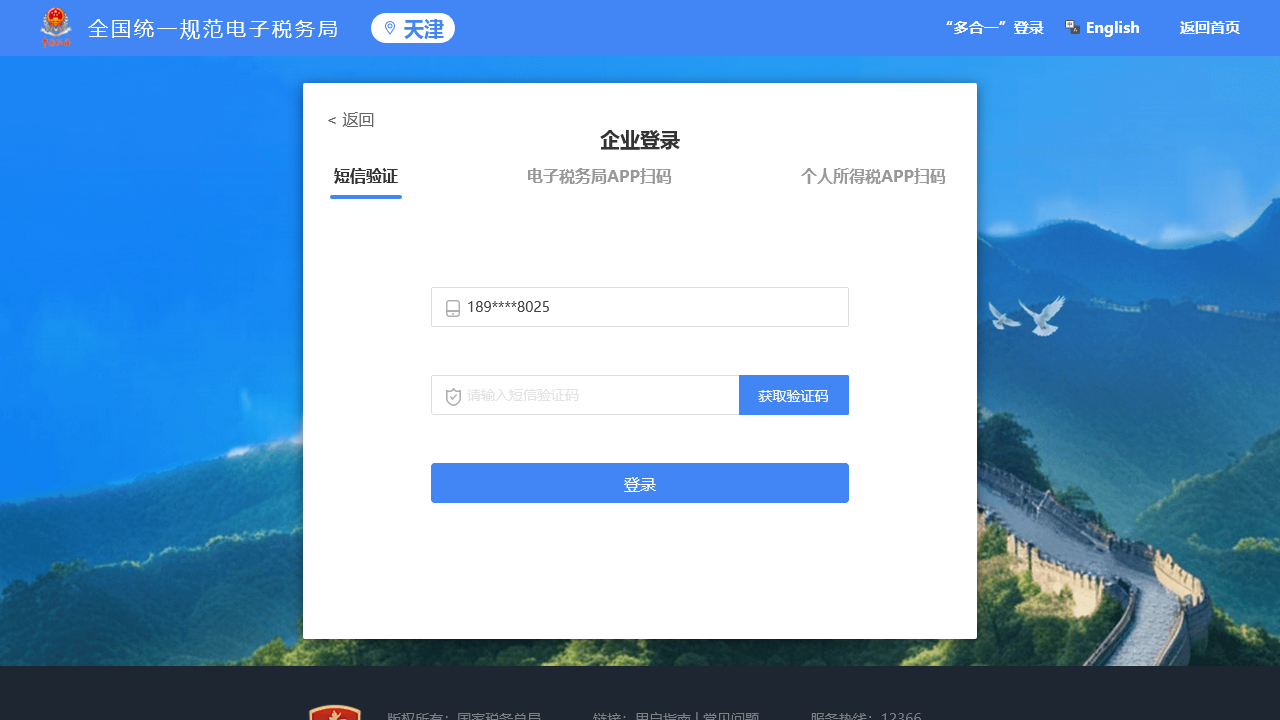 全国统一规范电子税务局
天津
“多合一”登录
English
返回首页
< 返回
企业登录
短信验证
电子税务局APP扫码
个人所得税APP扫码
189****8025
请输入短信验证码
获取验证码
登录
版权所有：国家税务总局
链接：用户指南 | 常见问题
服务热线：12366